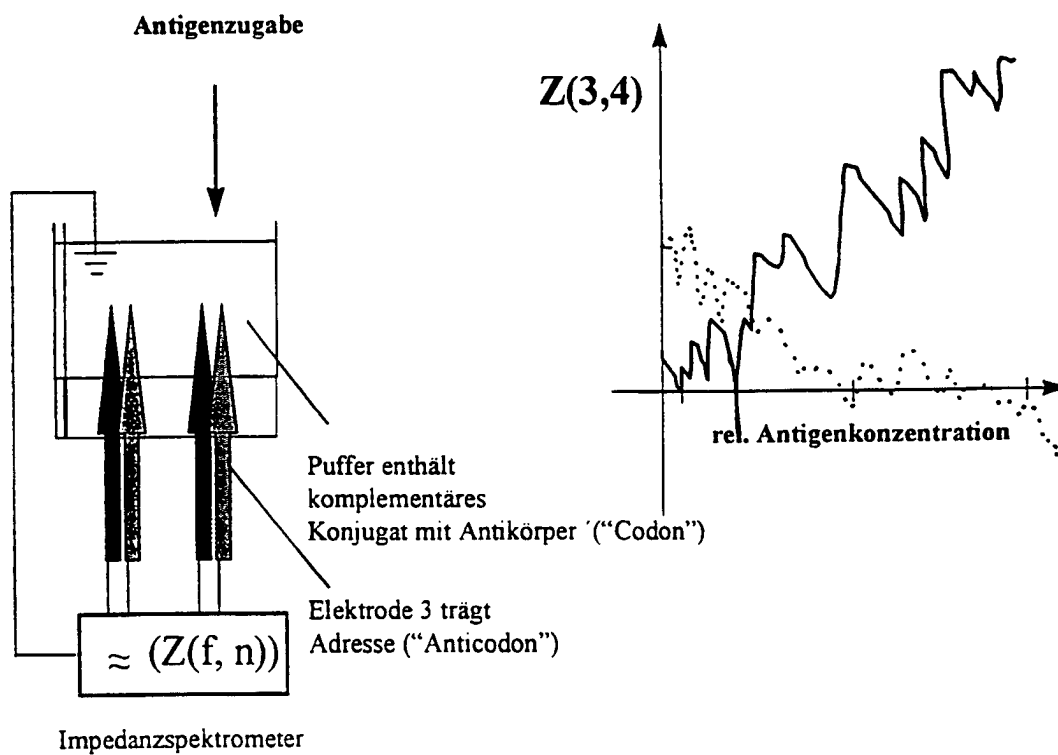 Antigenzugabe
Z(3,4)
rel. Antigenkonzentration
Puffer enthält
komplementäres
Konjugat mit Antikörper ´(“Codon”)
Elektrode 3 trägt
Adresse (“Anticodon”)
≈ (Z(f, n))
Impedanzspektrometer